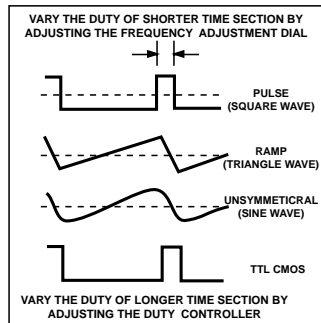 VARY THE DUTY OF SHORTER TIME SECTION BY
ADJUSTING THE FREQUENCY ADJUSTMENT DIAL
PULSE
(SQUARE WAVE)
RAMP
(TRIANGLE WAVE)
UNSYMETICRAL
(SINE WAVE)
TTL CMOS
VARY THE DUTY OF LONGER TIME SECTION BY
ADJUSTING THE DUTY CONTROLLER